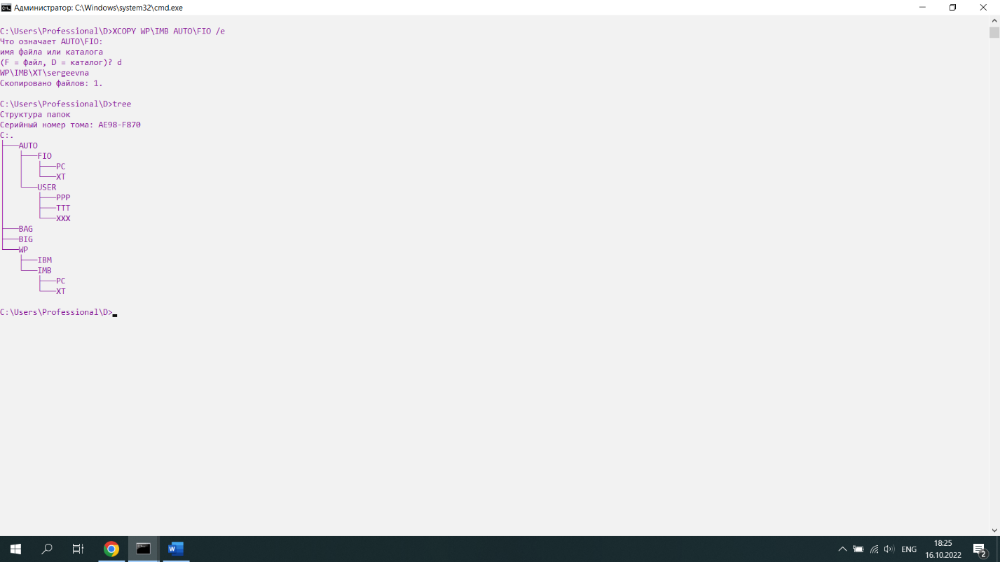 Администратор: C:\Windows\system32\cmd.exe
C:\Users\Professional\D>XCOPY WP\IMB AUTO\FIO /e
Что означает AUTO\FIO:
имя файла или каталога
(F = файл, D = каталог)? d
WP\IMB\XT\sergeevna
Скопировано файлов: 1.
C:\Users\Professional\D>tree
Структура папок
Серийный номер тома: AE98-F870
C:.
├───AUTO
│   ├───FIO
│   │   ├───PC
│   │   └───XT
│   └───USER
│       ├───PPP
│       ├───TTT
│       └───XXX
├───BAG
├───BIG
└───WP
    ├───IBM
    └───IMB
        ├───PC
        └───XT
C:\Users\Professional\D>
ENG
18:25
16.10.2022
2